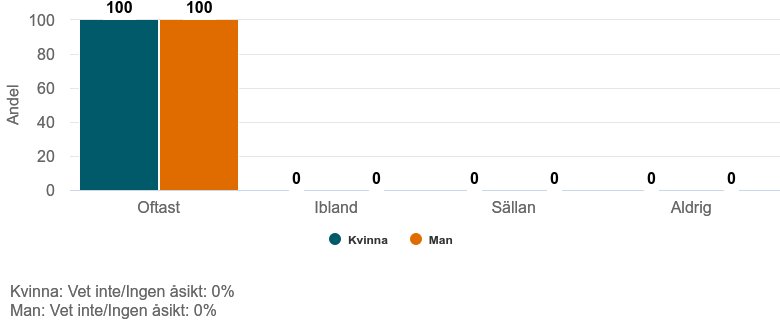 100 100
100
80
60
40
20
0
Andel
0 0 0 0 0 0
Oftast Ibland Sällan Aldrig
Kvinna Man
Kvinna: Vet inte/Ingen åsikt: 0%
Man: Vet inte/Ingen åsikt: 0%